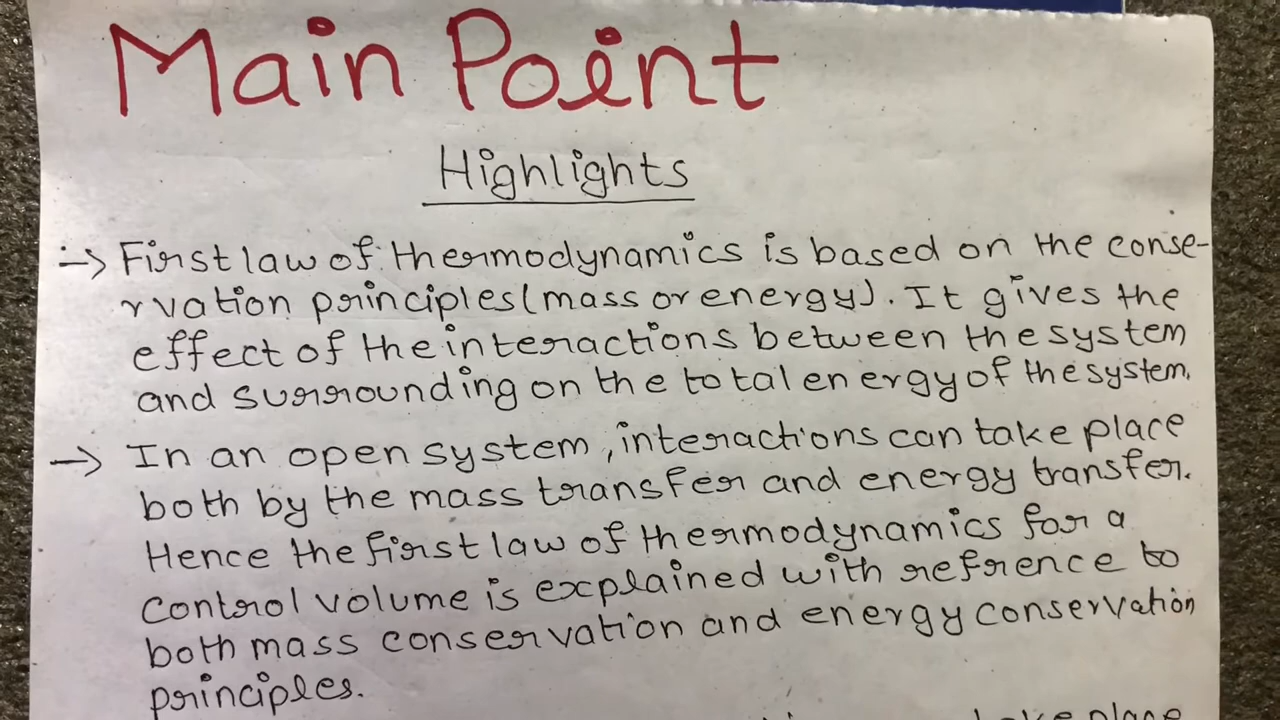 Main Point
Highlights
→ First law of thermodynamics is based on the conse-
rvation principles (mass or energy). It gives the
effect of the interactions between the system
and surrounding on the total energy of the system.
→ In an open system, interactions can take place
both by the mass transfer and energy transfer.
Hence the first law of thermodynamics for a
control volume is explained with refrence to
both mass conservation and energy conservation
principles.
take place